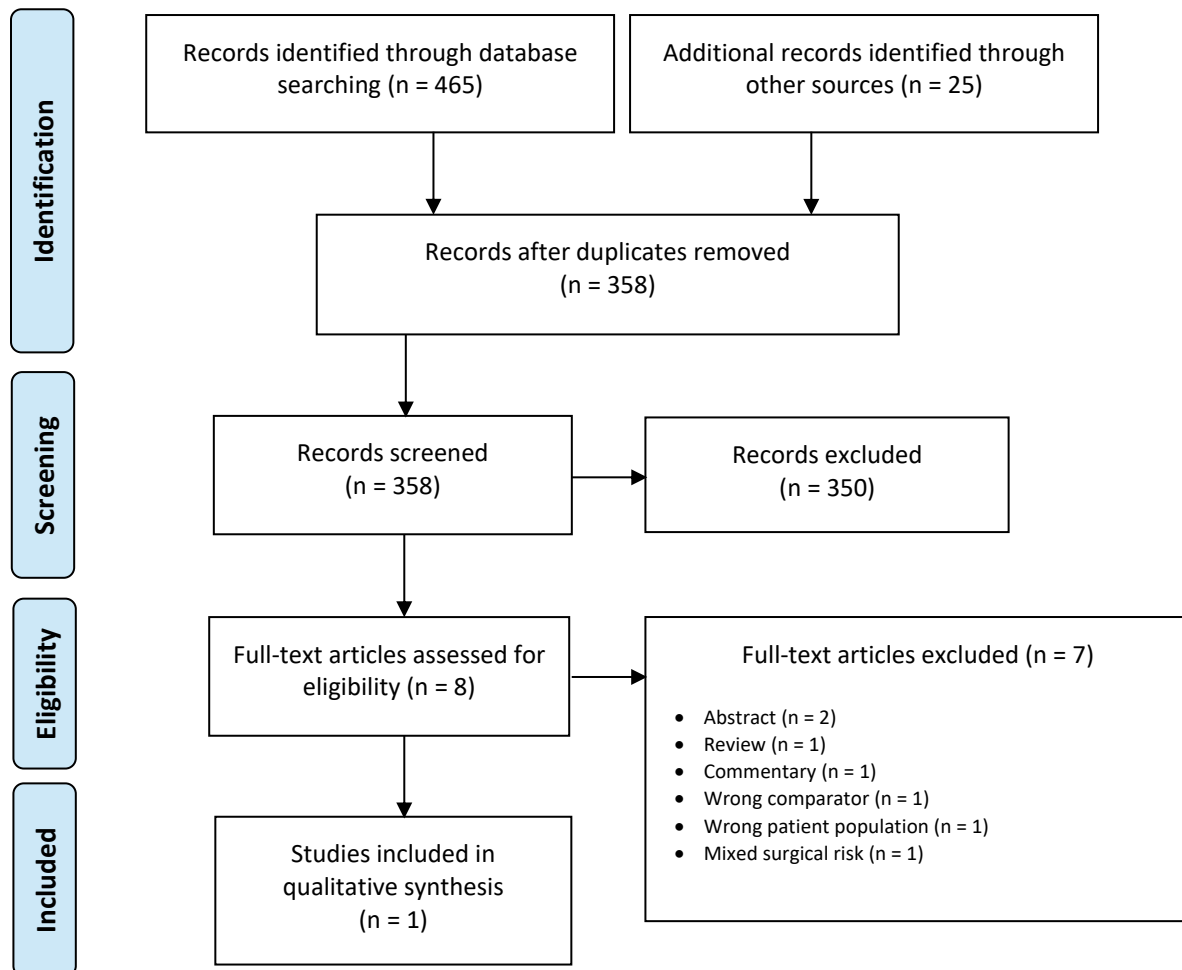 Identification
Records identified through database
searching (n = 465)
Additional records identified through
other sources (n = 25)
Records after duplicates removed
(n = 358)
Screening
Records screened
(n = 358)
Records excluded
(n = 350)
Eligibility
Full-text articles assessed for
eligibility (n = 8)
Full-text articles excluded (n = 7)
• Abstract (n = 2)
• Review (n = 1)
• Commentary (n = 1)
• Wrong comparator (n = 1)
• Wrong patient population (n = 1)
• Mixed surgical risk (n = 1)
Included
Studies included in
qualitative synthesis
(n = 1)